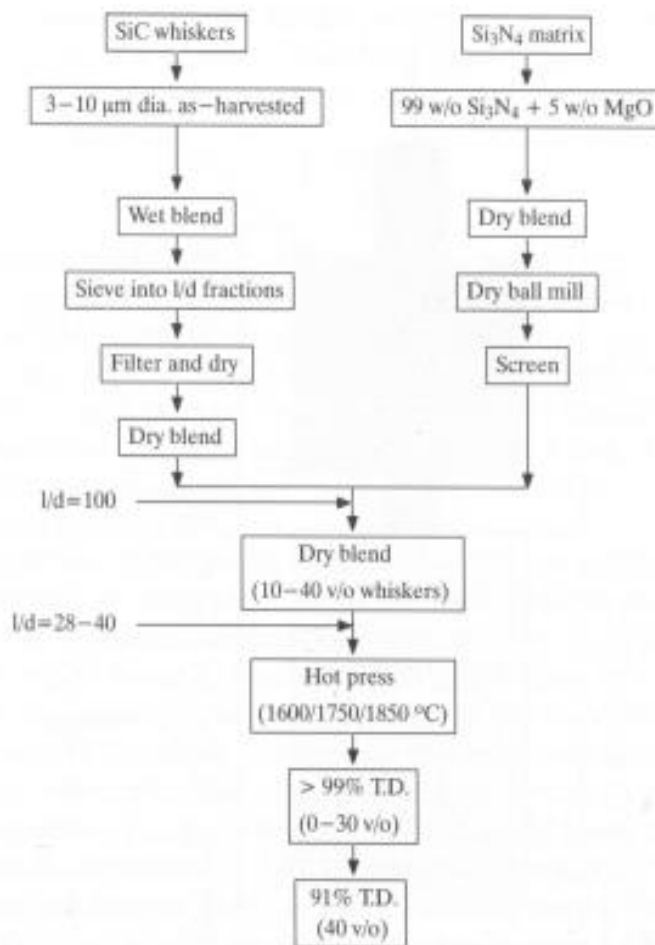 SiC whiskers
Si₃N₄ matrix
3–10 μm dia. as–harvested
99 w/o Si₃N₄ + 5 w/o MgO
Wet blend
Dry blend
Sieve into l/d fractions
Dry ball mill
Filter and dry
Screen
Dry blend
l/d=100
Dry blend
(10–40 v/o whiskers)
l/d=28–40
Hot press
(1600/1750/1850 °C)
> 99% T.D.
(0–30 v/o)
91% T.D.
(40 v/o)